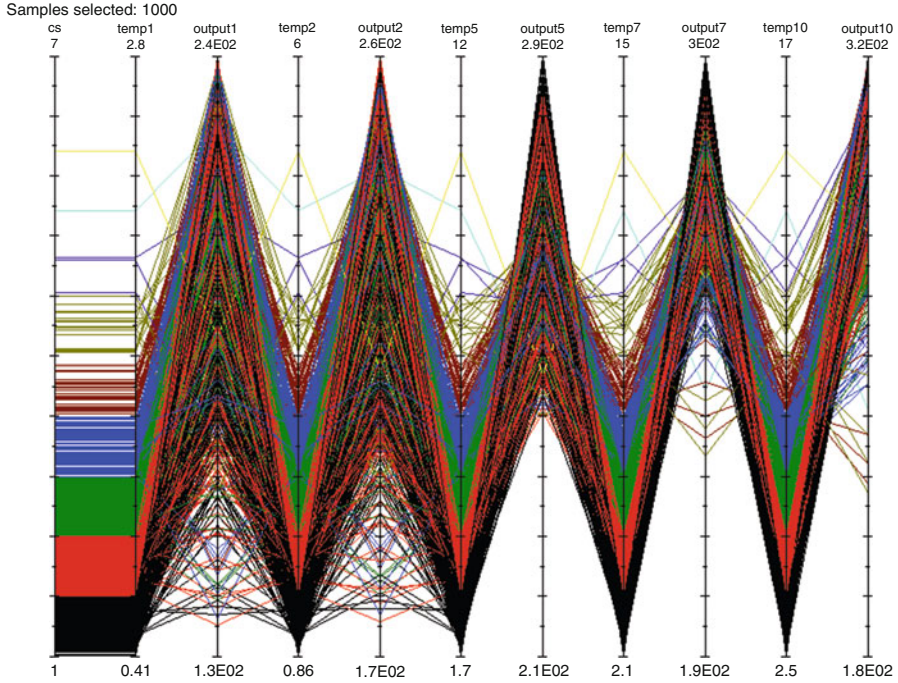 Samples selected: 1000
cs temp1 output1 temp2 output2 temp5 output5 temp7 output7 temp10 output10
7 2.8 2.4E02 6 2.6E02 12 2.9E02 15 3E02 17 3.2E02
1 0.41 1.3E02 0.86 1.7E02 1.7 2.1E02 2.1 1.9E02 2.5 1.8E02